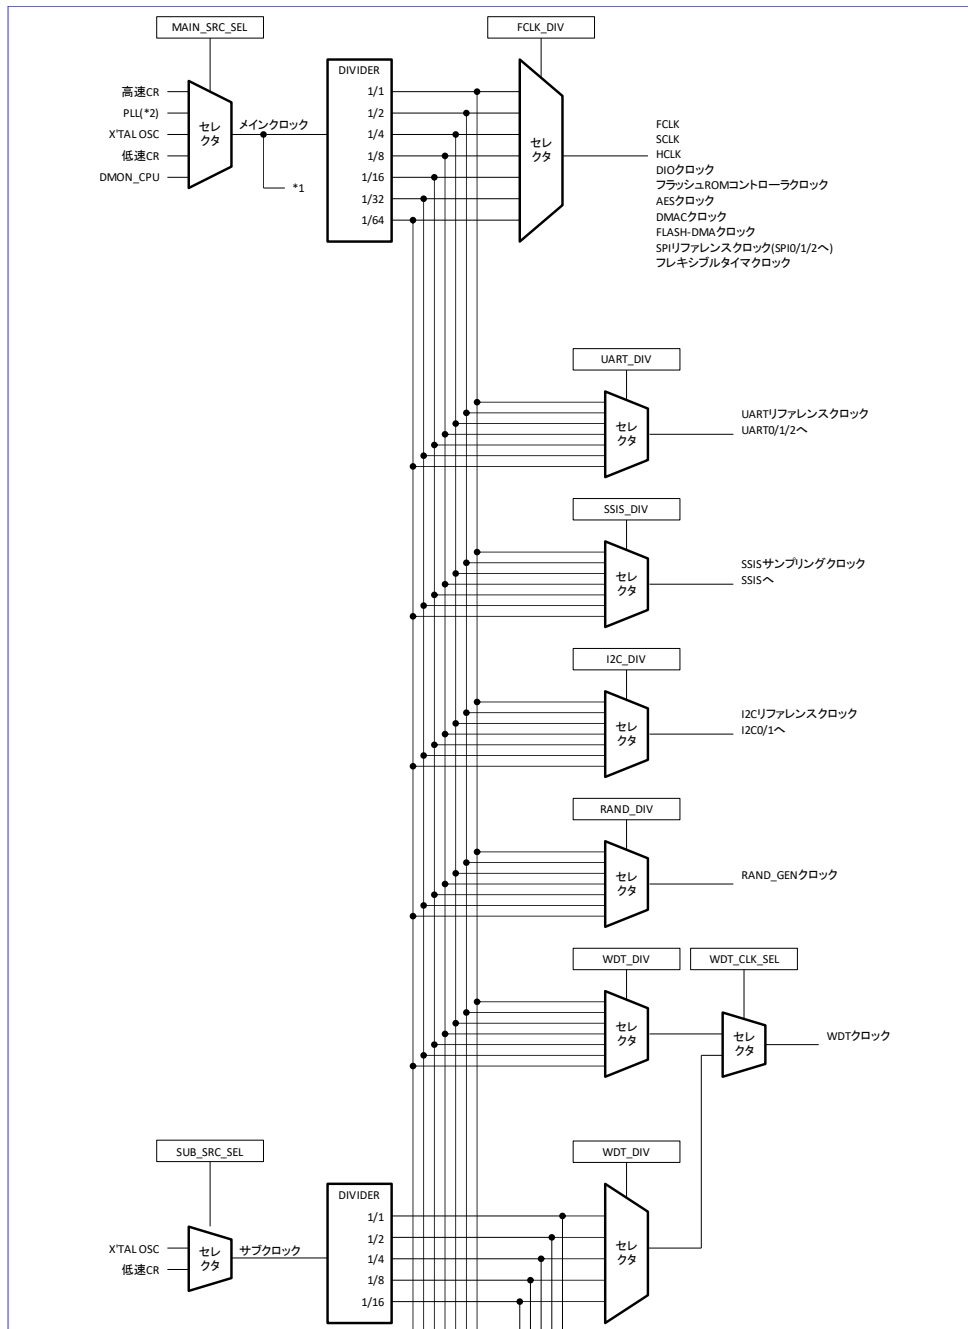 MAIN_SRC_SEL
FCLK_DIV
DIVIDER
高速CR
PLL(*2)
X'TAL OSC
低速CR
DMON_CPU
セレ
クタ
メインクロック
*1
1/1
1/2
1/4
1/8
1/16
1/32
1/64
セレ
クタ
FCLK
SCLK
HCLK
DIOクロック
フラッシュROMコントローラクロック
AESクロック
DMACクロック
FLASH-DMAクロック
SPIリファレンスクロック(SPI0/1/2へ)
フレキシブルタイマクロック
UART_DIV
セレ
クタ
UARTリファレンスクロック
UART0/1/2へ
SSIS_DIV
セレ
クタ
SSISサンプリングクロック
SSISへ
I2C_DIV
セレ
クタ
I2Cリファレンスクロック
I2C0/1へ
RAND_DIV
セレ
クタ
RAND_GENクロック
WDT_DIV
WDT_CLK_SEL
セレ
クタ
セレ
クタ
WDTクロック
SUB_SRC_SEL
WDT_DIV
DIVIDER
X'TAL OSC
低速CR
セレ
クタ
サブクロック
1/1
1/2
1/4
1/8
1/16
セレ
クタ